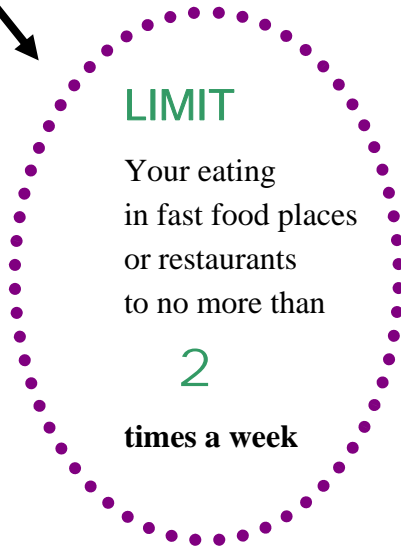 LIMIT
Your eating
in fast food places
or restaurants
to no more than
2
times a week